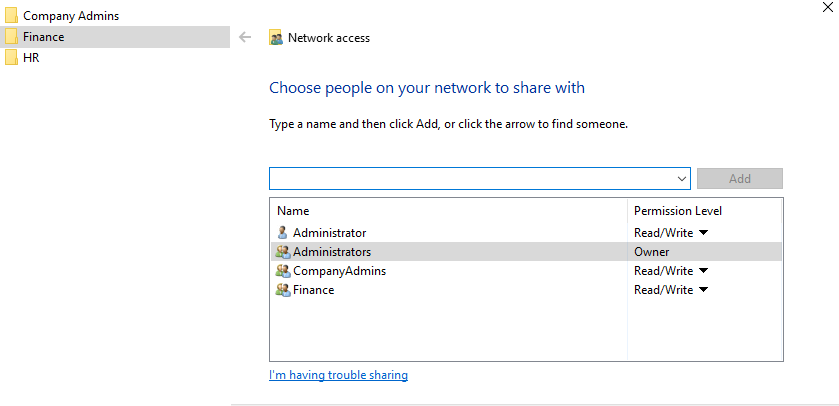 Company Admins
Finance
HR
Network access
Choose people on your network to share with
Type a name and then click Add, or click the arrow to find someone.
Add
Name Permission Level
Administrator Read/Write
Administrators Owner
CompanyAdmins Read/Write
Finance Read/Write
I'm having trouble sharing